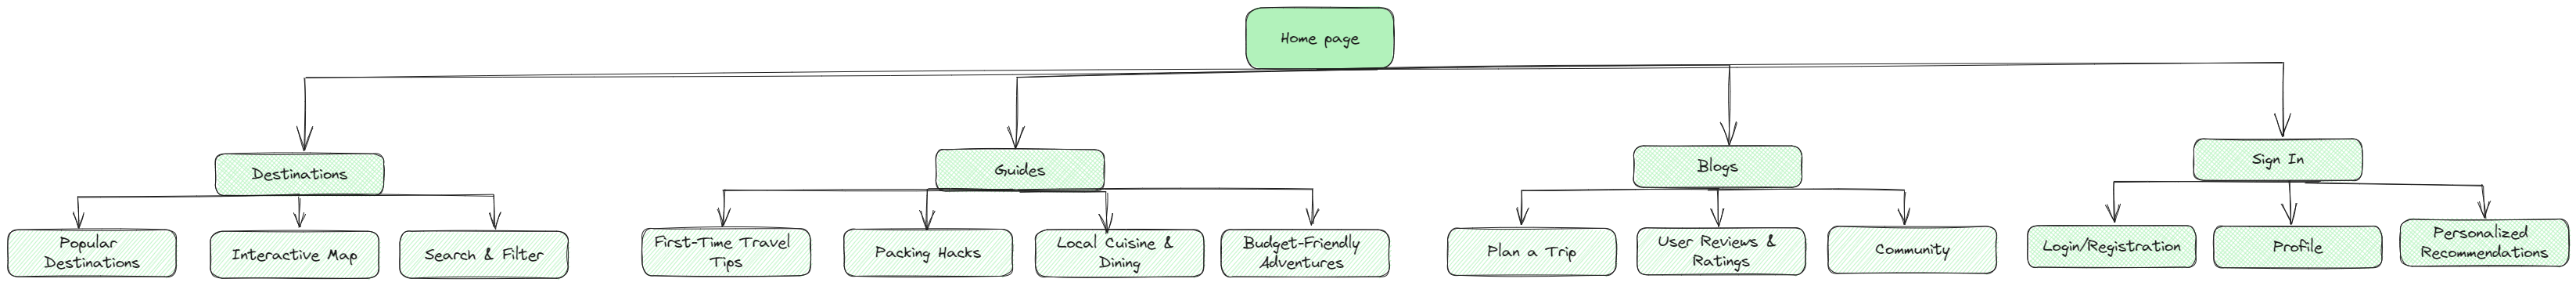 Home page
Destinations
Guides
Blogs
Sign In
Popular
Destinations
Interactive Map
Search & Filter
First-Time Travel
Tips
Packing Hacks
Local Cuisine &
Dining
Budget-Friendly
Adventures
Plan a Trip
User Reviews &
Ratings
Community
Login/Registration
Profile
Personalized
Recommendations